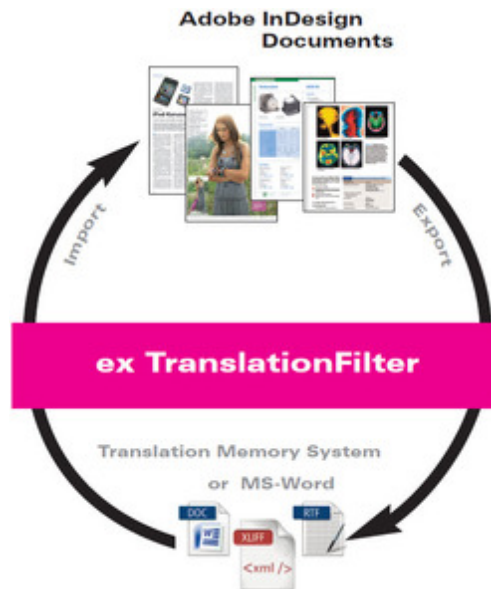 Adobe InDesign
Documents
Import
Export
ex TranslationFilter
Translation Memory System
or MS-Word
DOC
XLIFF
RTF
W
<xml />